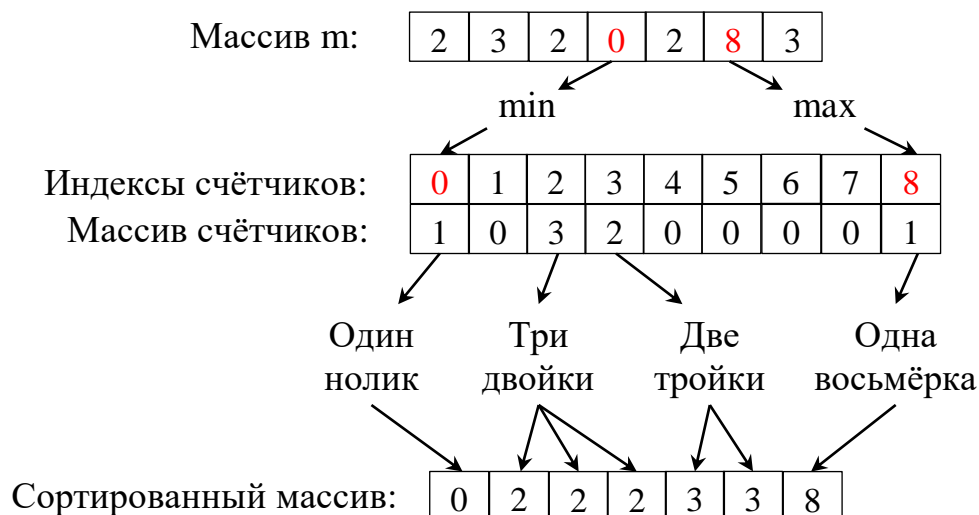 Массив m: 2 3 2 0 2 8 3
min max
Индексы счётчиков: 0 1 2 3 4 5 6 7 8
Массив счётчиков: 1 0 3 2 0 0 0 0 1
Один Три Две Одна
нолик двойки тройки восьмёрка
Сортированный массив: 0 2 2 2 3 3 8